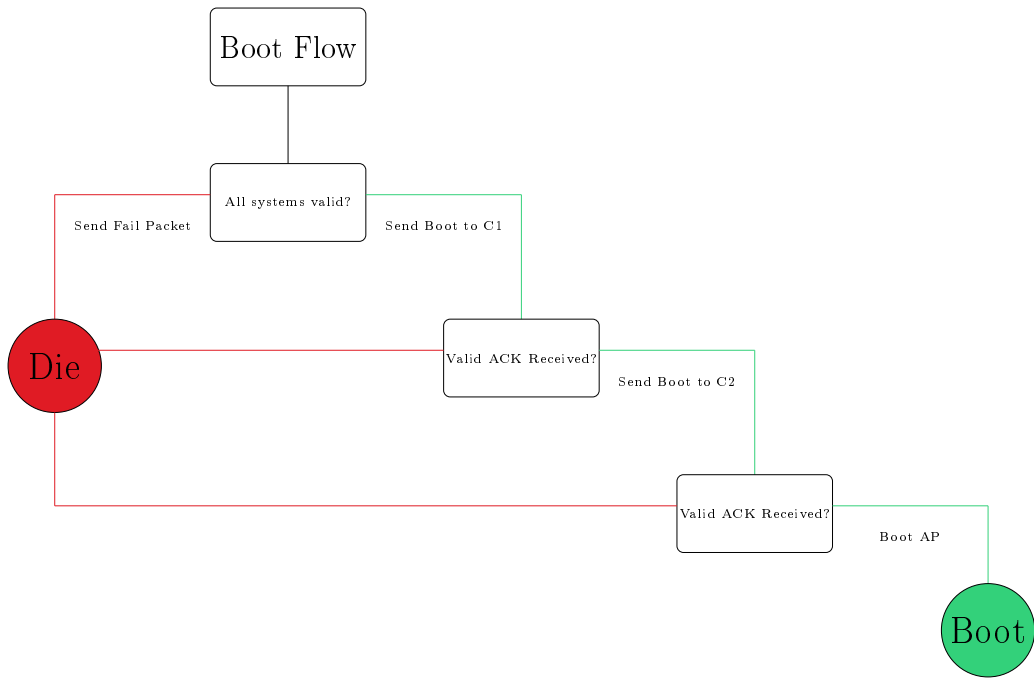 Boot Flow
All systems valid?
Send Fail Packet
Send Boot to C1
Die
Valid ACK Received?
Send Boot to C2
Valid ACK Received?
Boot AP
Boot